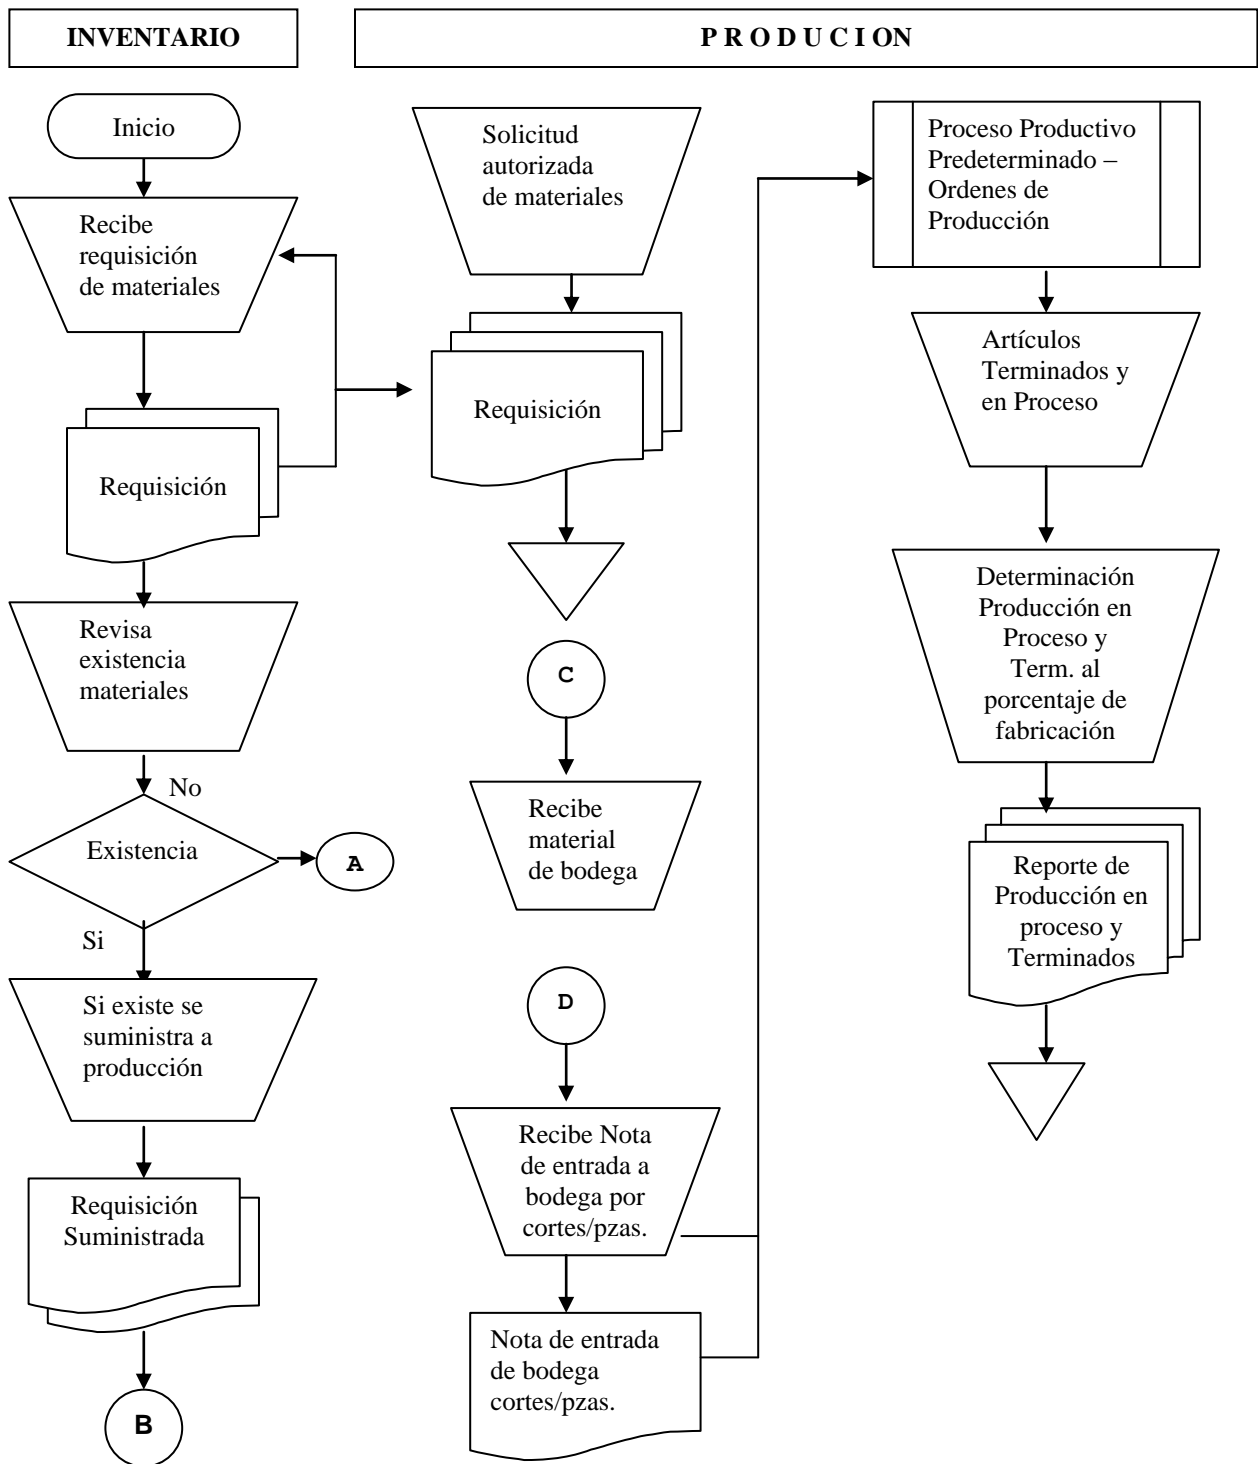 INVENTARIO
P R O D U C I ON
Inicio
Recibe
requisición
de materiales
Requisición
Revisa
existencia
materiales
No
Existencia
A
Si
Si existe se
suministra a
producción
Requisición
Suministrada
B
Solicitud
autorizada
de materiales
Requisición
C
Recibe
material
de bodega
D
Recibe Nota
de entrada a
bodega por
cortes/pzas.
Nota de entrada
de bodega
cortes/pzas.
Proceso Productivo
Predeterminado –
Ordenes de
Producción
Artículos
Terminados y
en Proceso
Determinación
Producción en
Proceso y
Term. al
porcentaje de
fabricación
Reporte de
Producción en
proceso y
Terminados